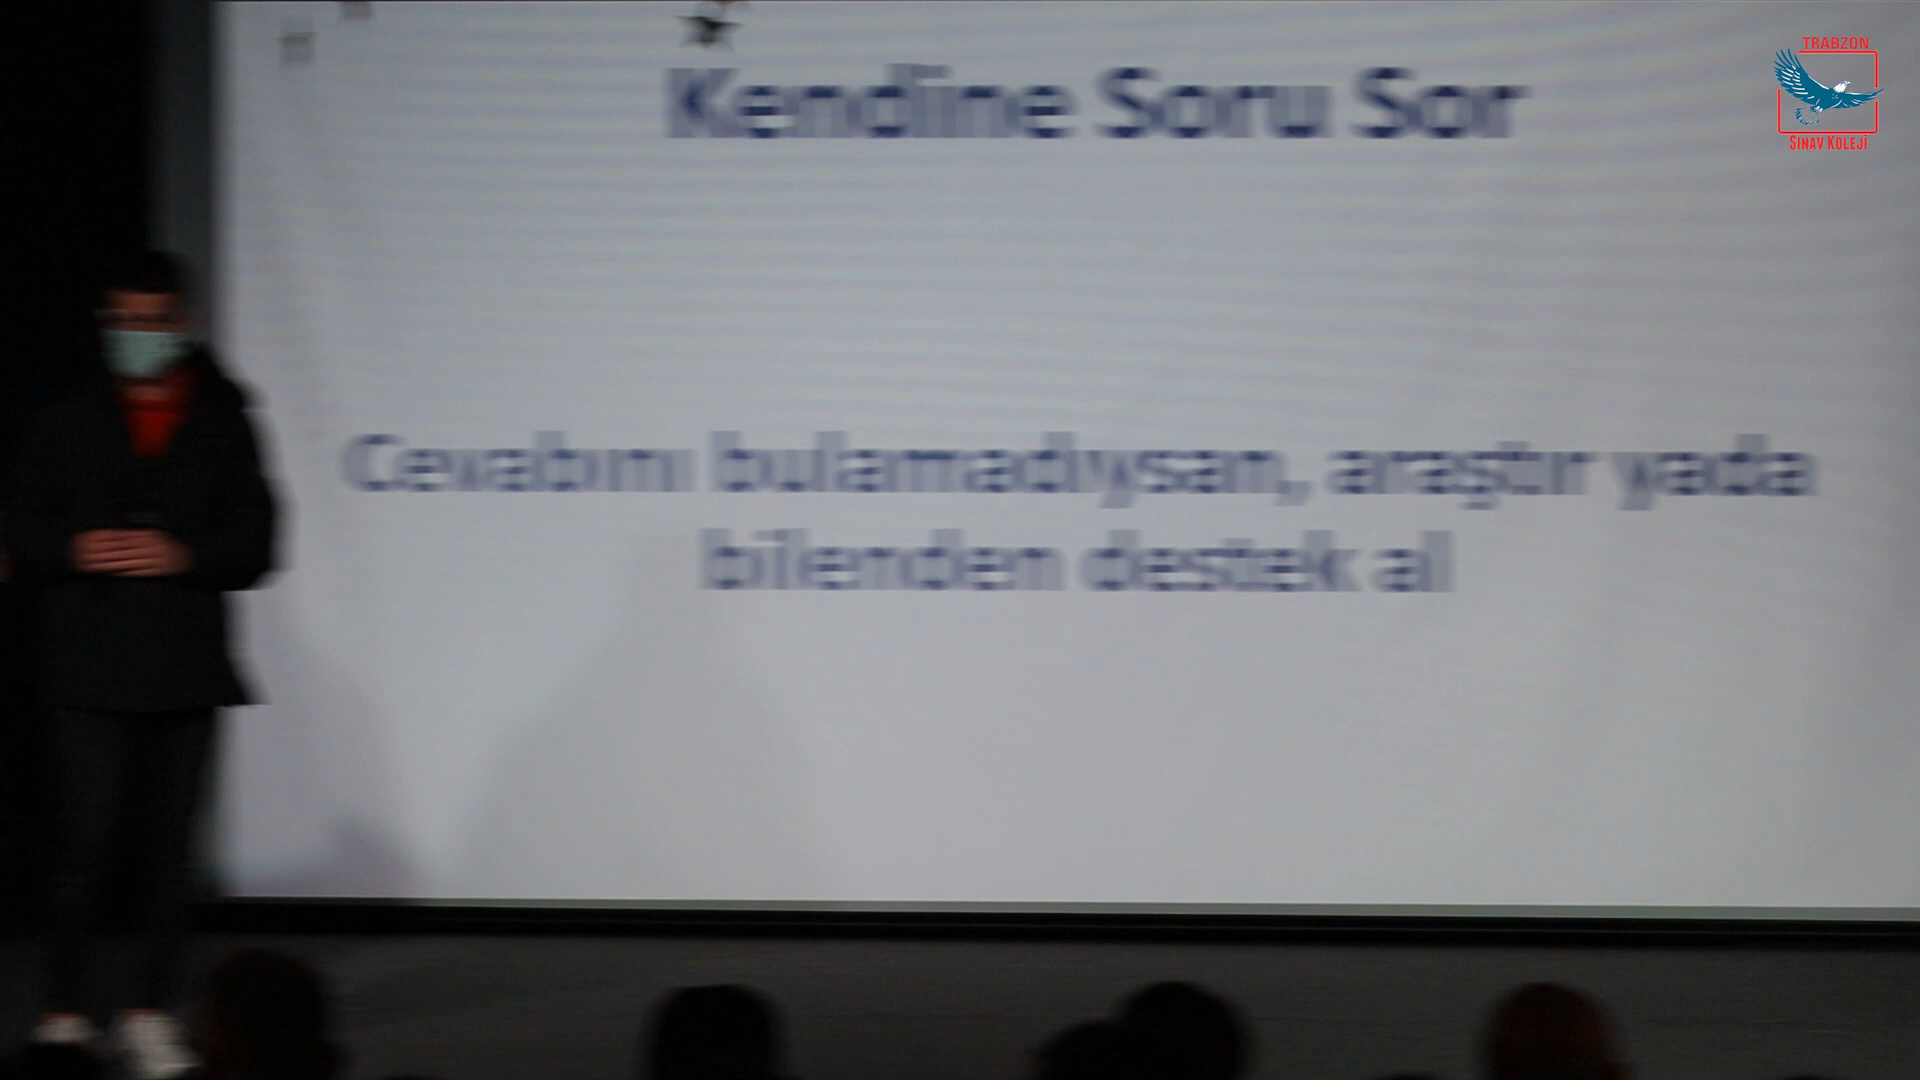 TRABZON
SINAV KOLEJİ
Kendine Soru Sor
Cevabını bulamadıysan, araştır yada
bilenden destek al